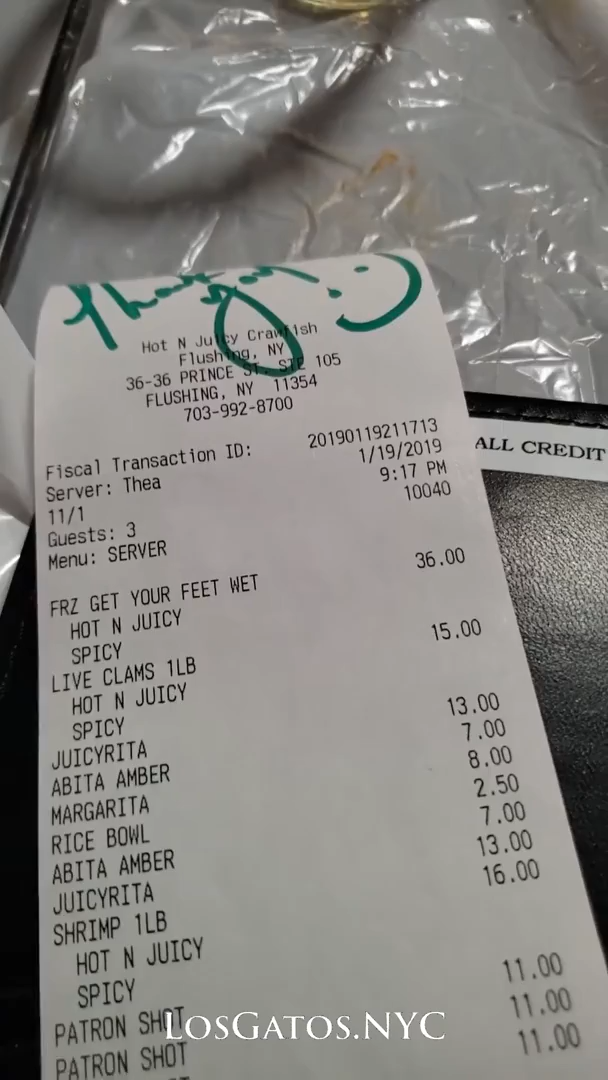 Thank you :)
Hot N Juicy Crawfish
Flushing, NY
36-36 PRINCE ST. STE 105
FLUSHING, NY 11354
703-992-8700
Fiscal Transaction ID: 20190119211713
Server: Thea 1/19/2019
11/1 9:17 PM
Guests: 3 10040
Menu: SERVER
FRZ GET YOUR FEET WET 36.00
HOT N JUICY
SPICY
LIVE CLAMS 1LB 15.00
HOT N JUICY
SPICY
JUICYRITA 13.00
ABITA AMBER 7.00
MARGARITA 8.00
RICE BOWL 2.50
ABITA AMBER 7.00
JUICYRITA 13.00
SHRIMP 1LB 16.00
HOT N JUICY
SPICY
PATRON SHOT 11.00
PATRON SHOT 11.00
11.00
ALL CREDIT
LOSGATOS.NYC